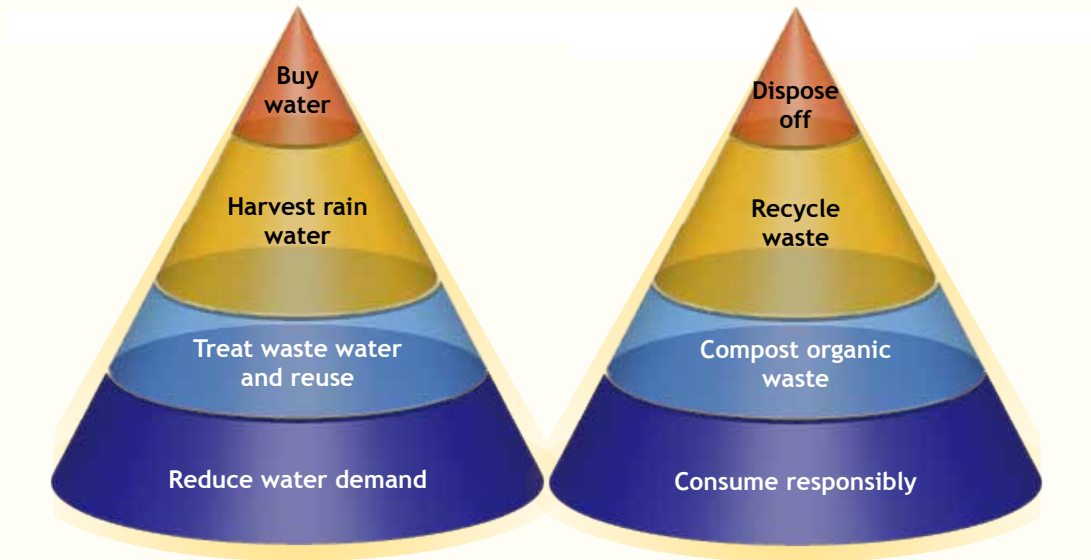 Buy
water
Harvest rain
water
Treat waste water
and reuse
Reduce water demand
Dispose
off
Recycle
waste
Compost organic
waste
Consume responsibly